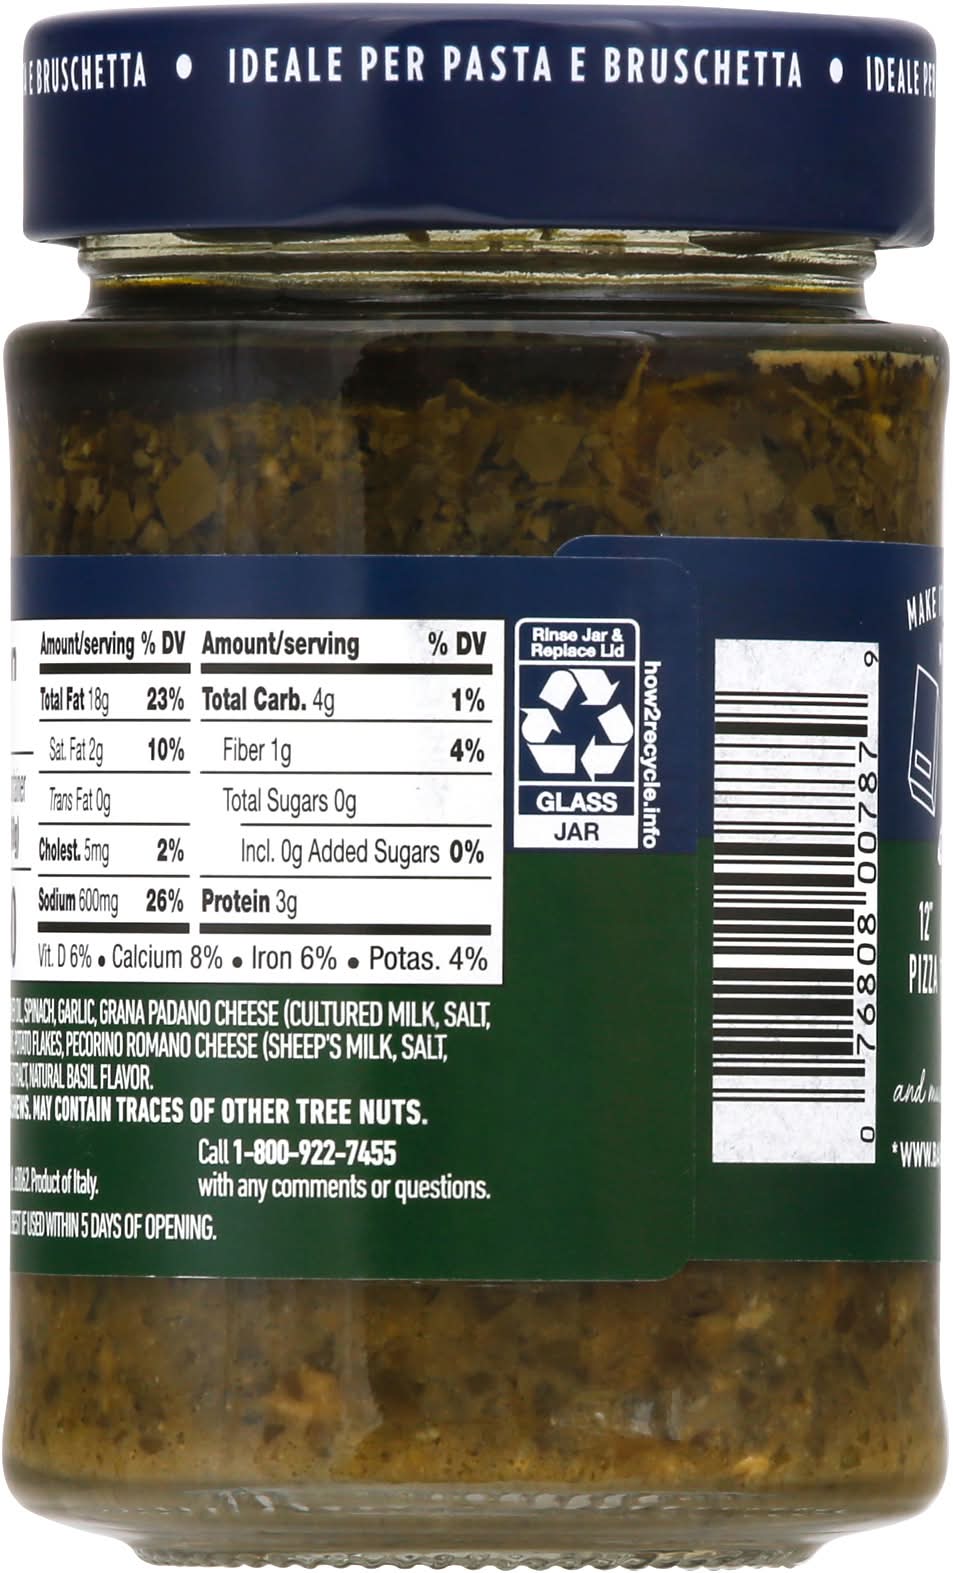 E BRUSCHETTA • IDEALE PER PASTA E BRUSCHETTA • IDEALE PER
Amount/serving % DV
Total Fat 18g 23%
Sat. Fat 2g 10%
Trans Fat 0g
Cholest. 5mg 2%
Sodium 600mg 26%
Amount/serving % DV
Total Carb. 4g 1%
Fiber 1g 4%
Total Sugars 0g
Incl. 0g Added Sugars 0%
Protein 3g
Vit. D 6% • Calcium 8% • Iron 6% • Potas. 4%
OIL, SPINACH, GARLIC, GRANA PADANO CHEESE (CULTURED MILK, SALT,
POTATO FLAKES, PECORINO ROMANO CHEESE (SHEEP'S MILK, SALT,
NATURAL BASIL FLAVOR.
MAY CONTAIN TRACES OF OTHER TREE NUTS.
Call 1-800-922-7455
with any comments or questions.
Product of Italy.
BEST IF USED WITHIN 5 DAYS OF OPENING.
Rinse Jar &
Replace Lid
GLASS
JAR
how2recycle.info
0 76808 00787 9
MAKE
12"
PIZZA
and
*WWW.